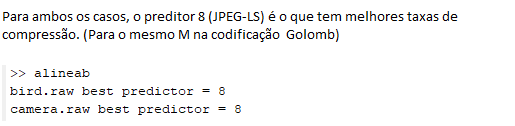 Para ambos os casos, o preditor 8 (JPEG-LS) é o que tem melhores taxas de
compressão. (Para o mesmo M na codificação Golomb)
>> alineab
bird.raw best predictor = 8
camera.raw best predictor = 8